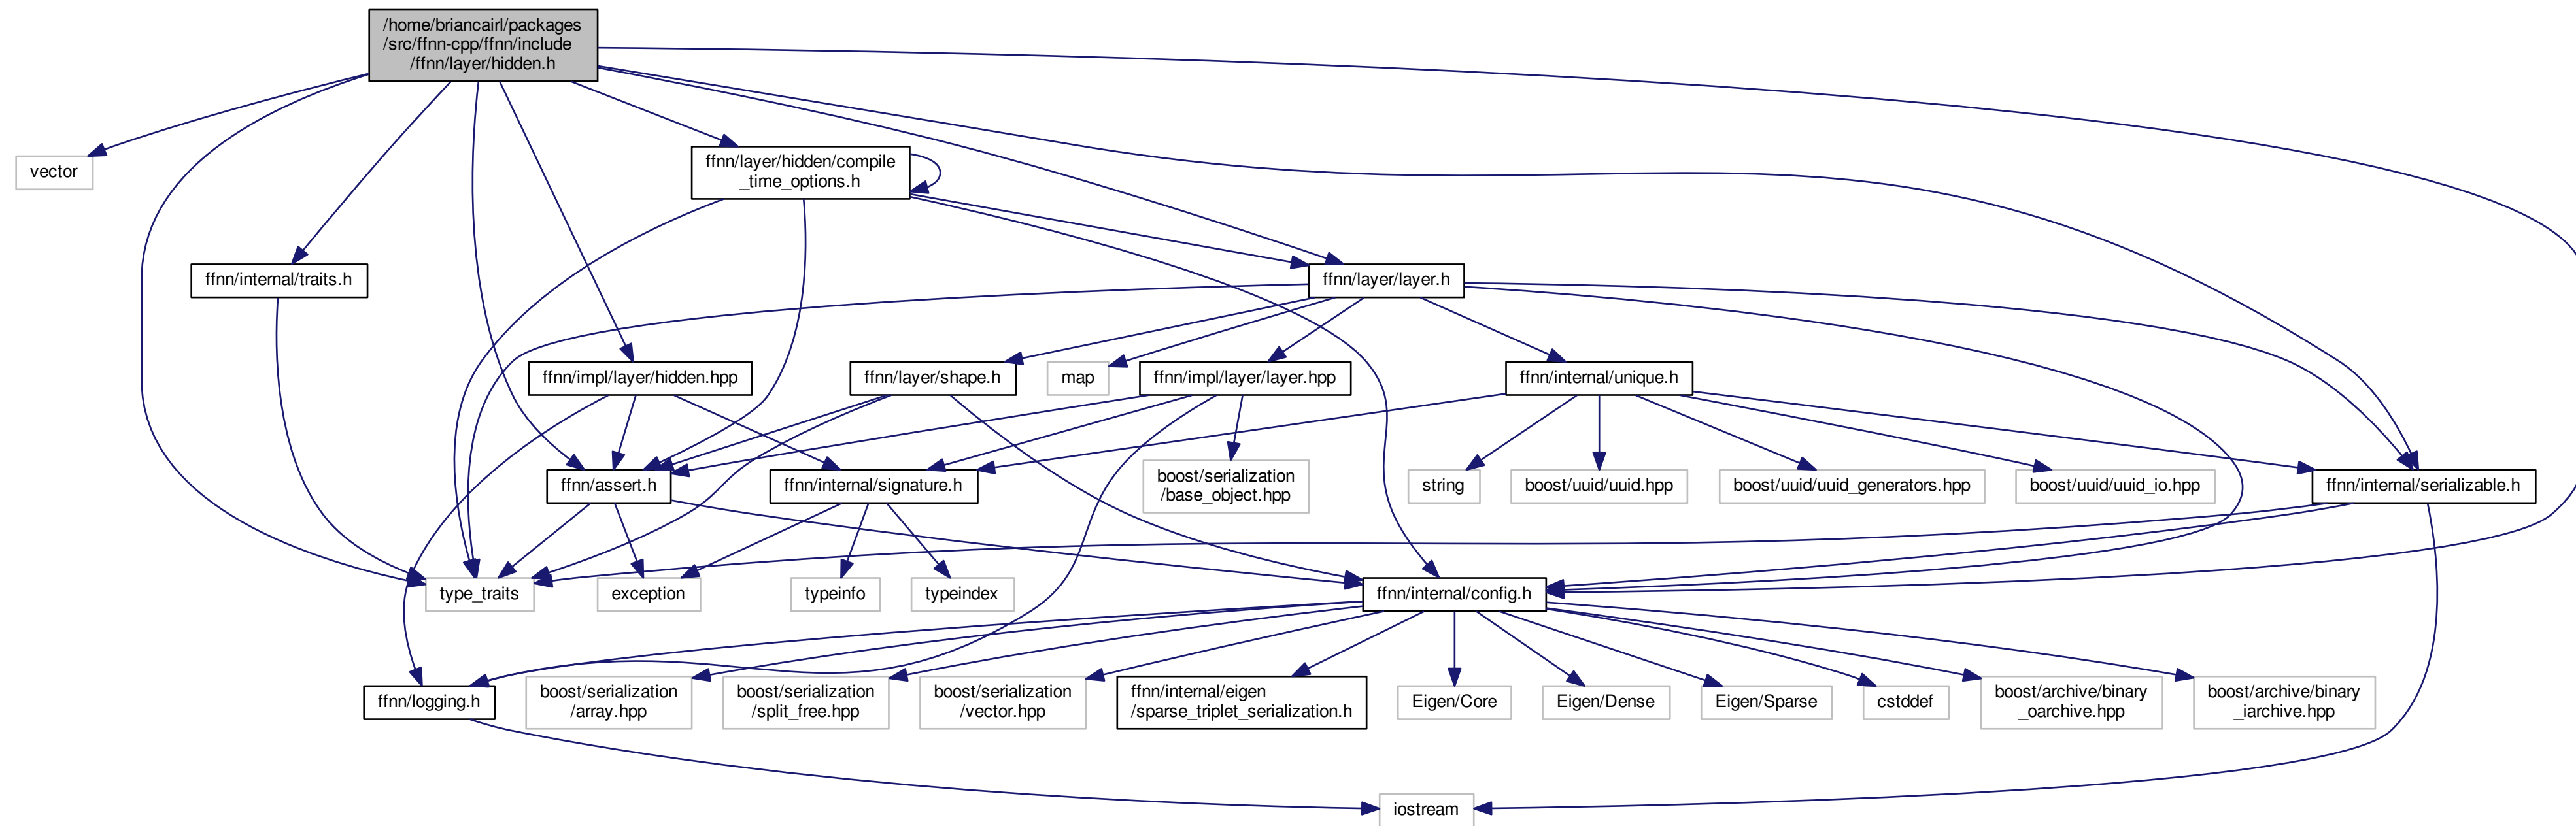 /home/briancairl/packages
/src/ffnn-cpp/ffnn/include
/ffnn/layer/hidden.h
vector
ffnn/layer/hidden/compile
_time_options.h
ffnn/internal/traits.h
ffnn/layer/layer.h
ffnn/impl/layer/hidden.hpp
ffnn/layer/shape.h
map
ffnn/impl/layer/layer.hpp
ffnn/internal/unique.h
ffnn/assert.h
ffnn/internal/signature.h
boost/serialization
/base_object.hpp
string
boost/uuid/uuid.hpp
boost/uuid/uuid_generators.hpp
boost/uuid/uuid_io.hpp
ffnn/internal/serializable.h
type_traits
exception
typeinfo
typeindex
ffnn/internal/config.h
ffnn/logging.h
boost/serialization
/array.hpp
boost/serialization
/split_free.hpp
boost/serialization
/vector.hpp
ffnn/internal/eigen
/sparse_triplet_serialization.h
Eigen/Core
Eigen/Dense
Eigen/Sparse
cstddef
boost/archive/binary
_oarchive.hpp
boost/archive/binary
_iarchive.hpp
iostream